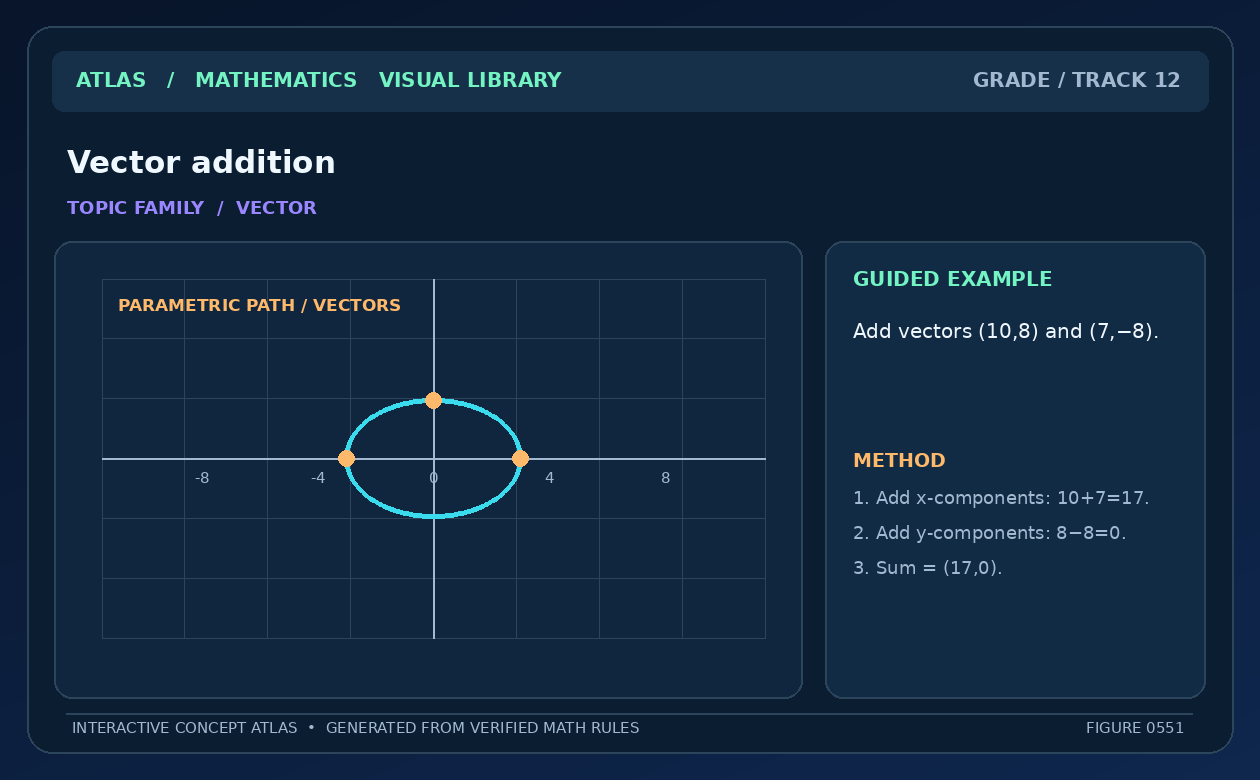 ATLAS / MATHEMATICS VISUAL LIBRARY
GRADE / TRACK 12
Vector addition
TOPIC FAMILY / VECTOR
PARAMETRIC PATH / VECTORS
-8 -4 0 4 8
GUIDED EXAMPLE
Add vectors (10,8) and (7,−8).
METHOD
1. Add x-components: 10+7=17.
2. Add y-components: 8−8=0.
3. Sum = (17,0).
INTERACTIVE CONCEPT ATLAS • GENERATED FROM VERIFIED MATH RULES
FIGURE 0551